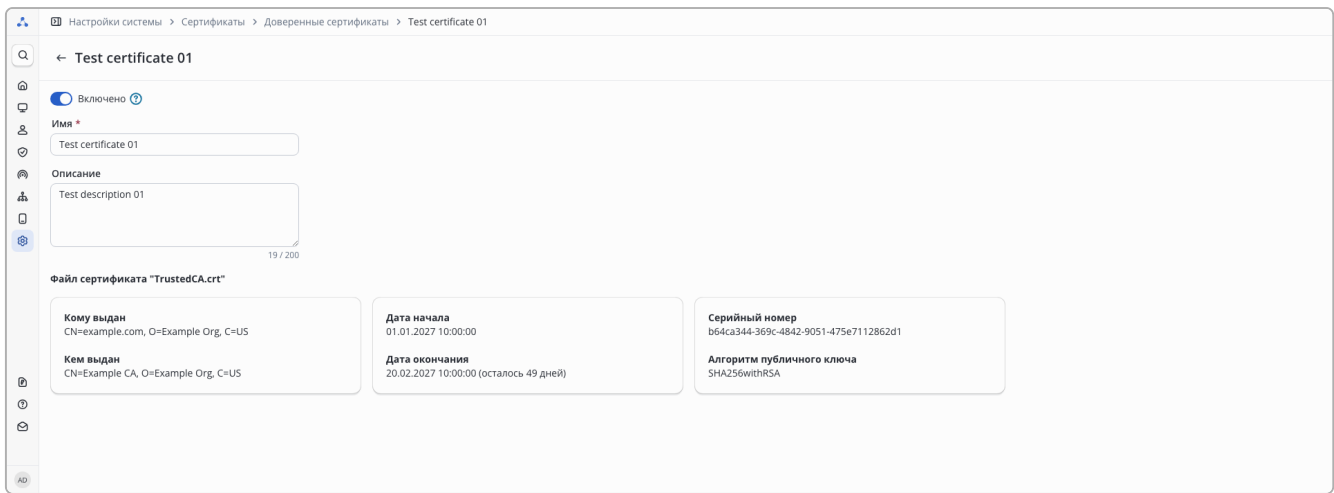 Настройки системы > Сертификаты > Доверенные сертификаты > Test certificate 01
← Test certificate 01
Включено ?
Имя *
Test certificate 01
Описание
Test description 01
19 / 200
Файл сертификата "TrustedCA.crt"
Кому выдан
CN=example.com, O=Example Org, C=US
Кем выдан
CN=Example CA, O=Example Org, C=US
Дата начала
01.01.2027 10:00:00
Дата окончания
20.02.2027 10:00:00 (осталось 49 дней)
Серийный номер
b64ca344-369c-4842-9051-475e7112862d1
Алгоритм публичного ключа
SHA256withRSA
AD